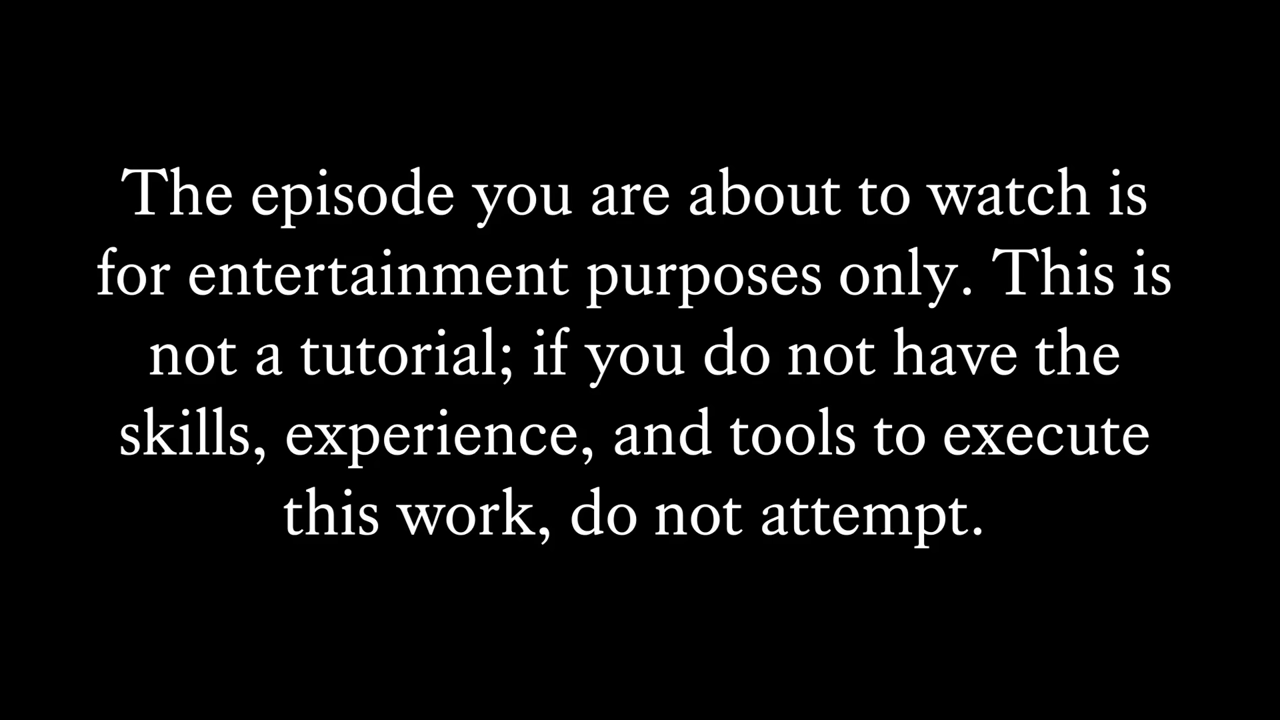 The episode you are about to watch is
for entertainment purposes only. This is
not a tutorial; if you do not have the
skills, experience, and tools to execute
this work, do not attempt.